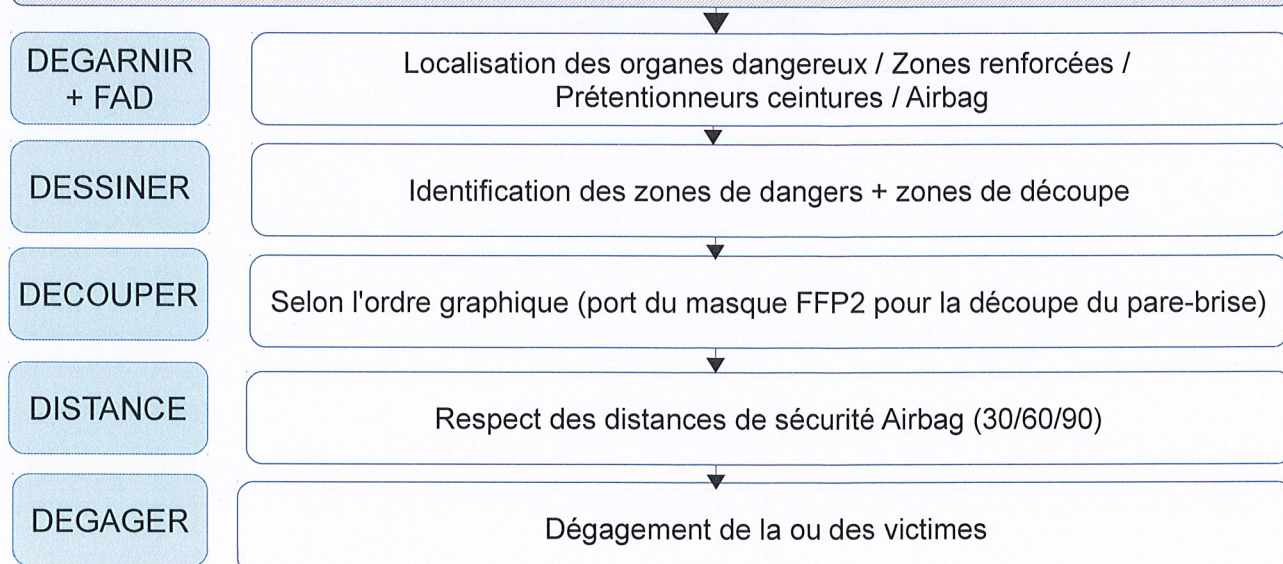 DEGARNIR
+ FAD
Localisation des organes dangereux / Zones renforcées /
Prétentionneurs ceintures / Airbag
DESSINER
Identification des zones de dangers + zones de découpe
DECOUPER
Selon l'ordre graphique (port du masque FFP2 pour la découpe du pare-brise)
DISTANCE
Respect des distances de sécurité Airbag (30/60/90)
DEGAGER
Dégagement de la ou des victimes